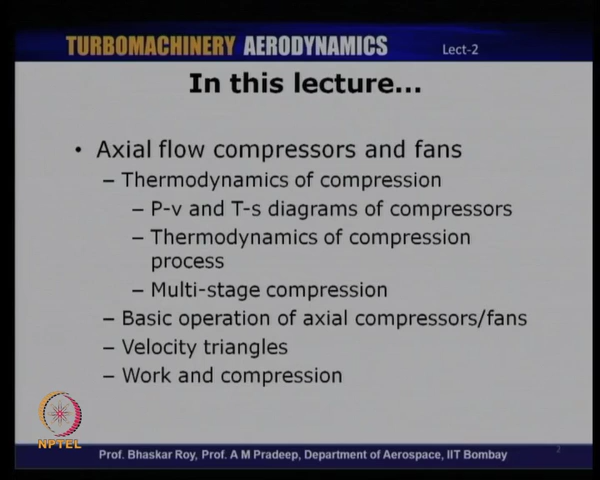 TURBOMACHINERY AERODYNAMICS Lect-2
In this lecture...
• Axial flow compressors and fans
– Thermodynamics of compression
– P-v and T-s diagrams of compressors
– Thermodynamics of compression
process
– Multi-stage compression
– Basic operation of axial compressors/fans
– Velocity triangles
– Work and compression
NPTEL
Prof. Bhaskar Roy, Prof. A M Pradeep, Department of Aerospace, IIT Bombay